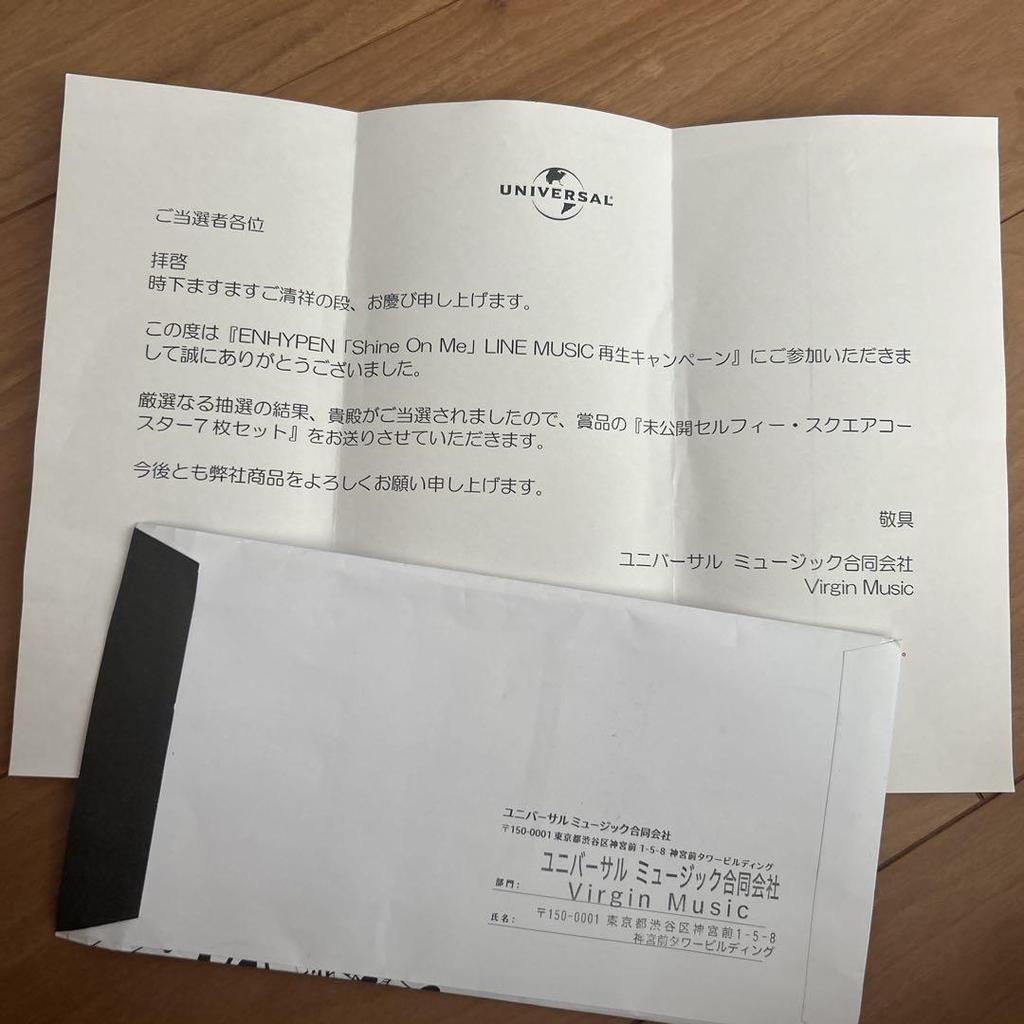 UNIVERSAL
ご当選者各位
拝啓
時下ますますご清祥の段、お慶び申し上げます。
この度は『ENHYPEN「Shine On Me」LINE MUSIC 再生キャンペーン』にご参加いただきま
して誠にありがとうございました。
厳選なる抽選の結果、貴殿がご当選されましたので、賞品の『未公開セルフィー・スクエアコー
スター7枚セット』をお送りさせていただきます。
今後とも弊社商品をよろしくお願い申し上げます。
敬具
ユニバーサル ミュージック合同会社
Virgin Music
ユニバーサル ミュージック合同会社
〒150-0001 東京都渋谷区神宮前 1-5-8 神宮前タワービルディング
ユニバーサル ミュージック合同会社
部門：
Virgin Music
氏名：
〒150-0001 東京都渋谷区神宮前1-5-8
神宮前タワービルディング